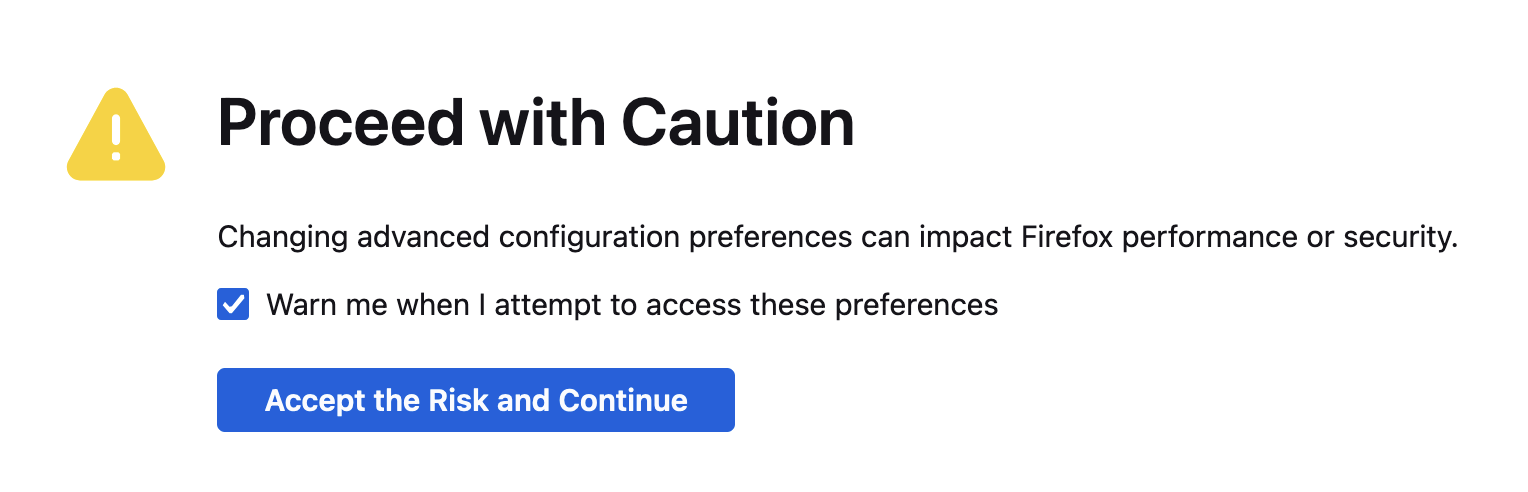 Proceed with Caution
Changing advanced configuration preferences can impact Firefox performance or security.
Warn me when I attempt to access these preferences
Accept the Risk and Continue